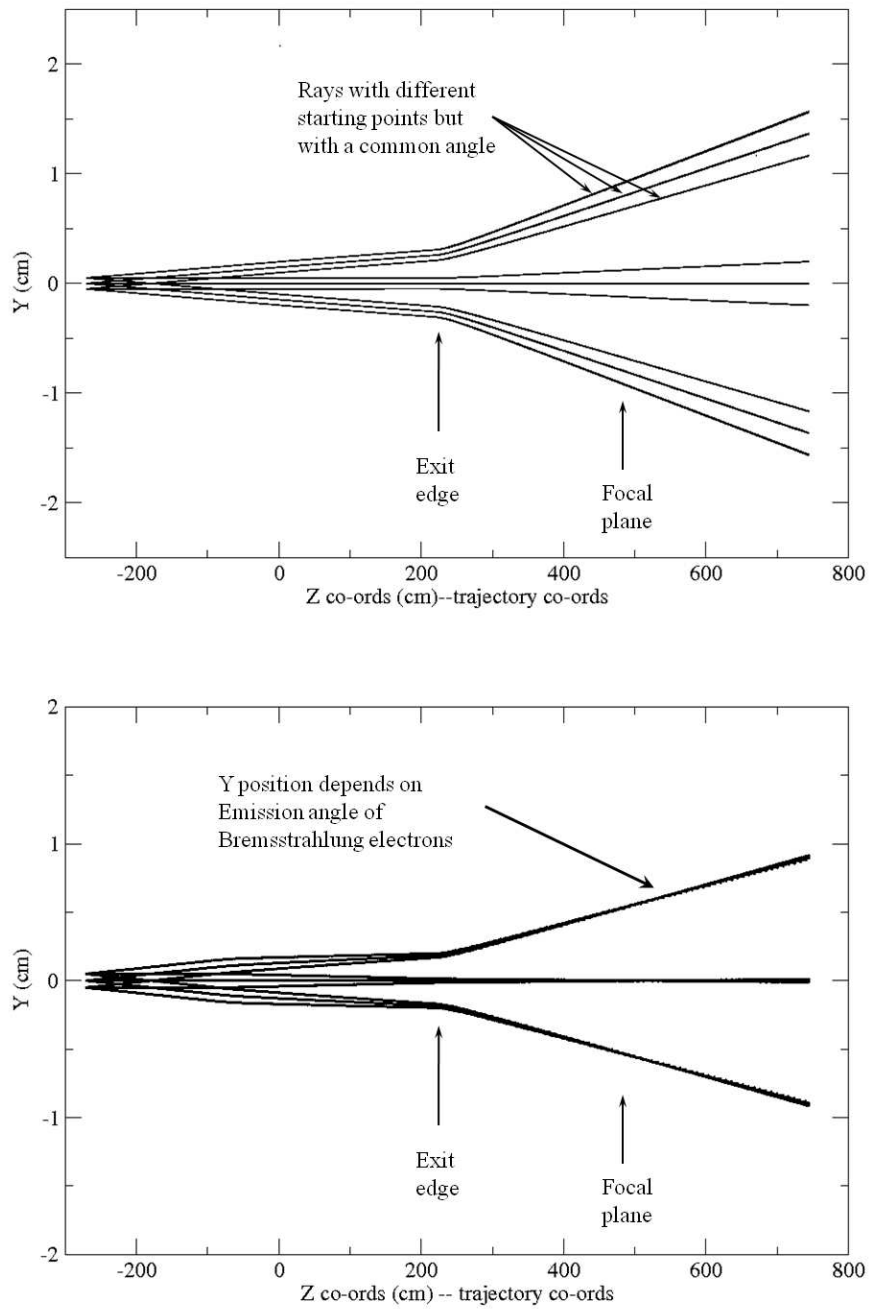 2
Rays with different
starting points but
with a common angle
1
Y (cm)
0
-1
Exit
edge
Focal
plane
-2
-200 0 200 400 600 800
Z co-ords (cm)--trajectory co-ords
2
Y position depends on
Emission angle of
Bremsstrahlung electrons
1
Y (cm)
0
-1
Exit
edge
Focal
plane
-2
-200 0 200 400 600 800
Z co-ords (cm) -- trajectory co-ords